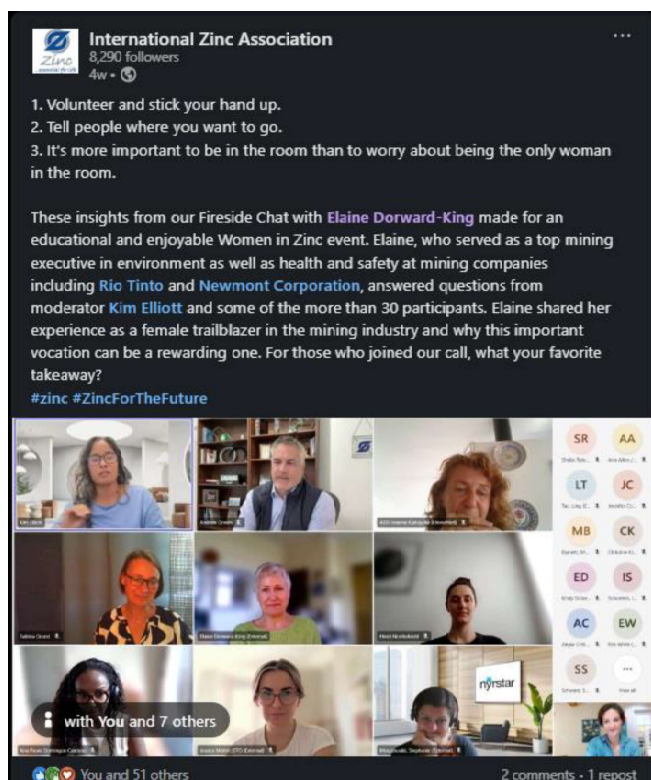 International Zinc Association
8,290 followers
4w •
1. Volunteer and stick your hand up.
2. Tell people where you want to go.
3. It's more important to be in the room than to worry about being the only woman
in the room.
These insights from our Fireside Chat with Elaine Dorward-King made for an
educational and enjoyable Women in Zinc event. Elaine, who served as a top mining
executive in environment as well as health and safety at mining companies
including Rio Tinto and Newmont Corporation, answered questions from
moderator Kim Elliott and some of the more than 30 participants. Elaine shared her
experience as a female trailblazer in the mining industry and why this important
vocation can be a rewarding one. For those who joined our call, what your favorite
takeaway?
#zinc #ZincForTheFuture
SR AA
LT JC
MB CK
ED IS
AC EW
SS ...
View all
nyrstar
with You and 7 others
You and 51 others
2 comments • 1 repost